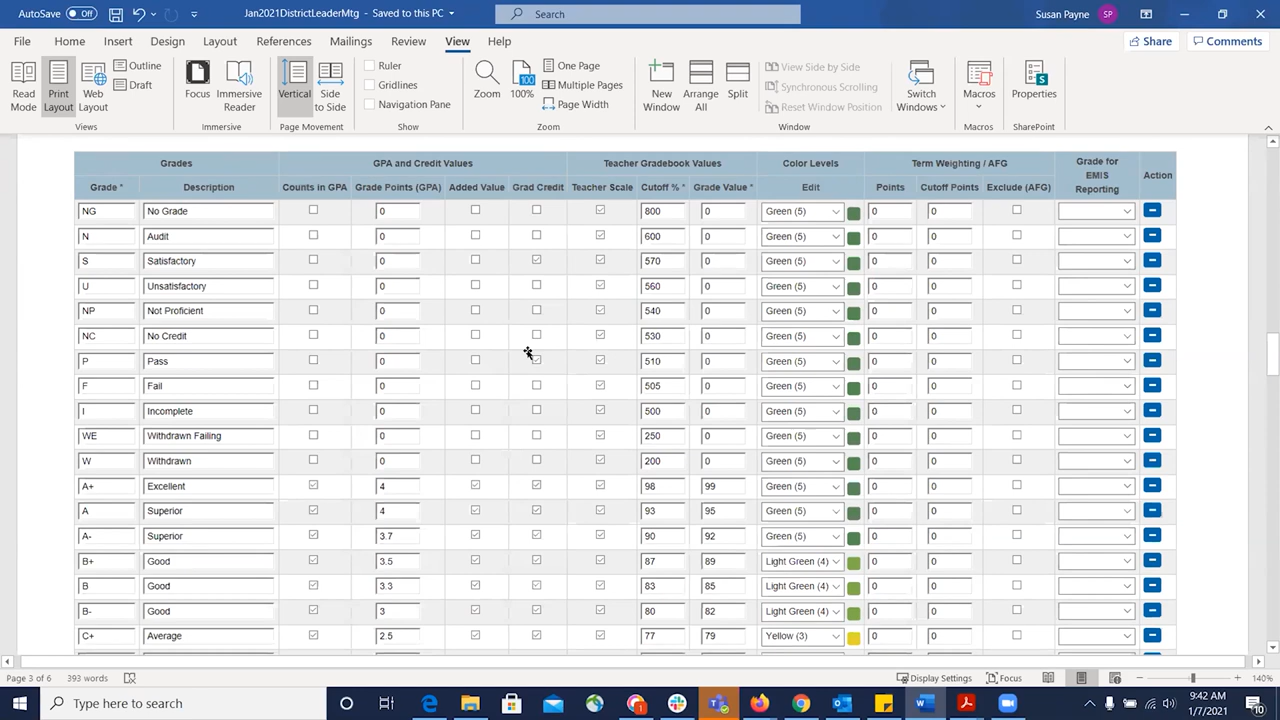 AutoSave Off Jan2021DistrictLeaderMtg - Saved to this PC Search Susan Payne SP
File Home Insert Draw Design Layout References Mailings Review View Help Share Comments
Read Mode Print Layout Web Layout Outline Draft Focus Immersive Reader Vertical Side to Side Ruler Gridlines Navigation Pane Zoom 100% 100 One Page Multiple Pages Page Width New Window Arrange All Split View Side by Side Synchronous Scrolling Reset Window Position Switch Windows Macros Properties
Views Immersive Page Movement Show Zoom Window Macros SharePoint
Grades GPA and Credit Values Teacher Gradebook Values Color Levels Term Weighting / AFG Grade for EMIS Reporting Action
Grade * Description Counts in GPA Grade Points (GPA) Added Value Grad Credit Teacher Scale Cutoff % * Grade Value * Edit Points Cutoff Points Exclude (AFG)
NG No Grade 0 800 0 Green (5) 0 0
N Audit 0 600 0 Green (5) 0 0
S Satisfactory 0 570 0 Green (5) 0 0
U Unsatisfactory 0 560 0 Green (5) 0 0
NP Not Proficient 0 540 0 Green (5) 0 0
NC No Credit 0 530 0 Green (5) 0 0
P Pass 0 510 0 Green (5) 0 0
F Fail 0 505 0 Green (5) 0 0
I Incomplete 0 500 0 Green (5) 0 0
WE Withdrawn Failing 0 250 0 Green (5) 0 0
W Withdrawn 0 200 0 Green (5) 0 0
A+ Excellent 4 98 99 Green (5) 0 0
A Superior 4 93 95 Green (5) 0 0
A- Superior 3.7 90 92 Green (5) 0 0
B+ Good 3.5 87 89 Light Green (4) 0 0
B Good 3.3 83 85 Light Green (4) 0 0
B- Good 3 80 82 Light Green (4) 0 0
C+ Average 2.5 77 79 Yellow (3) 0 0
Page 3 of 6 393 words Display Settings Focus 140%
Type here to search 9:42 AM
1/7/2021